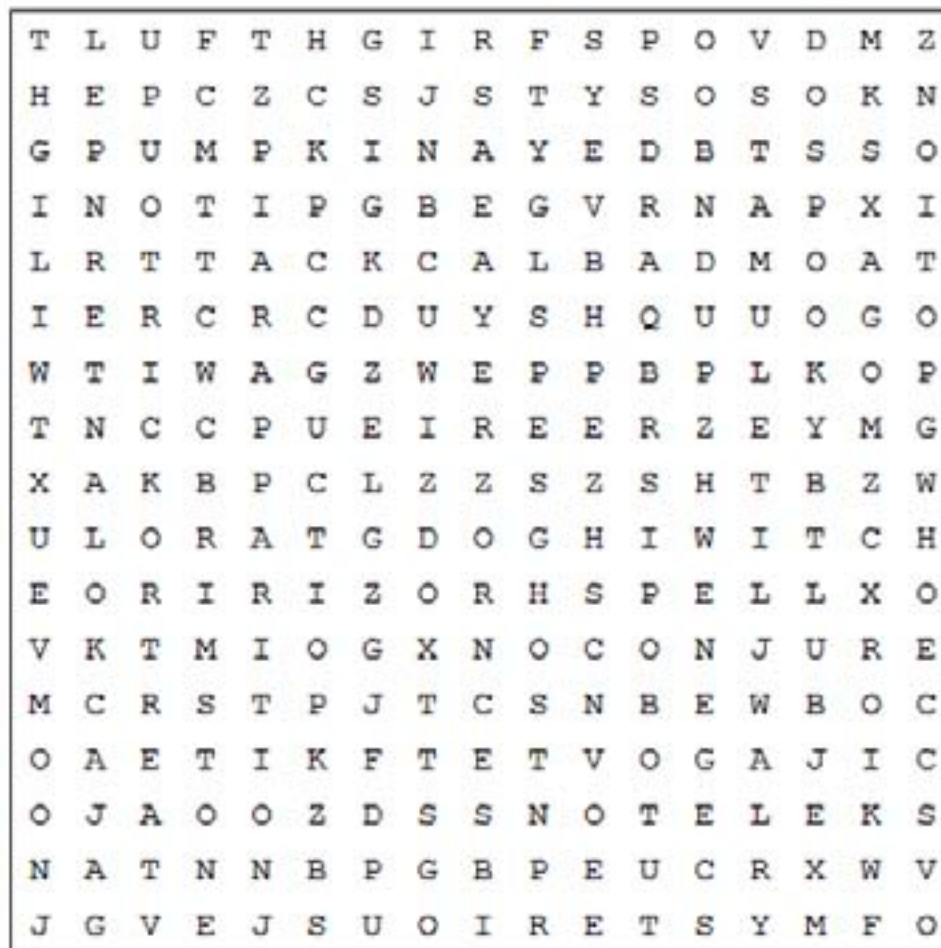 T L U F T H G I R F S P O V D M Z
H E P C Z C S J S T Y S O S O K N
G P U M P K I N A Y E D B T S S O
I N O T I P G B E G V R N A P X I
L R T T A C K C A L B A D M O A T
I E R C R C D U Y S H Q U U O G O
W T I W A G Z W E P P B P L K O P
T N C C P U E I R E E R Z E Y M G
X A K B P C L Z Z S Z S H T B Z W
U L O R A T G D O G H I W I T C H
E O R I R I Z O R H S P E L L X O
V K T M I O G X N O C O N J U R E
M C R S T P J T C S N B E W B O C
O A E T I K F T E T V O G A J I C
O J A O O Z D S S N O T E L E K S
N A T N N B P G B P E U C R X W V
J G V E J S U O I R E T S Y M F O